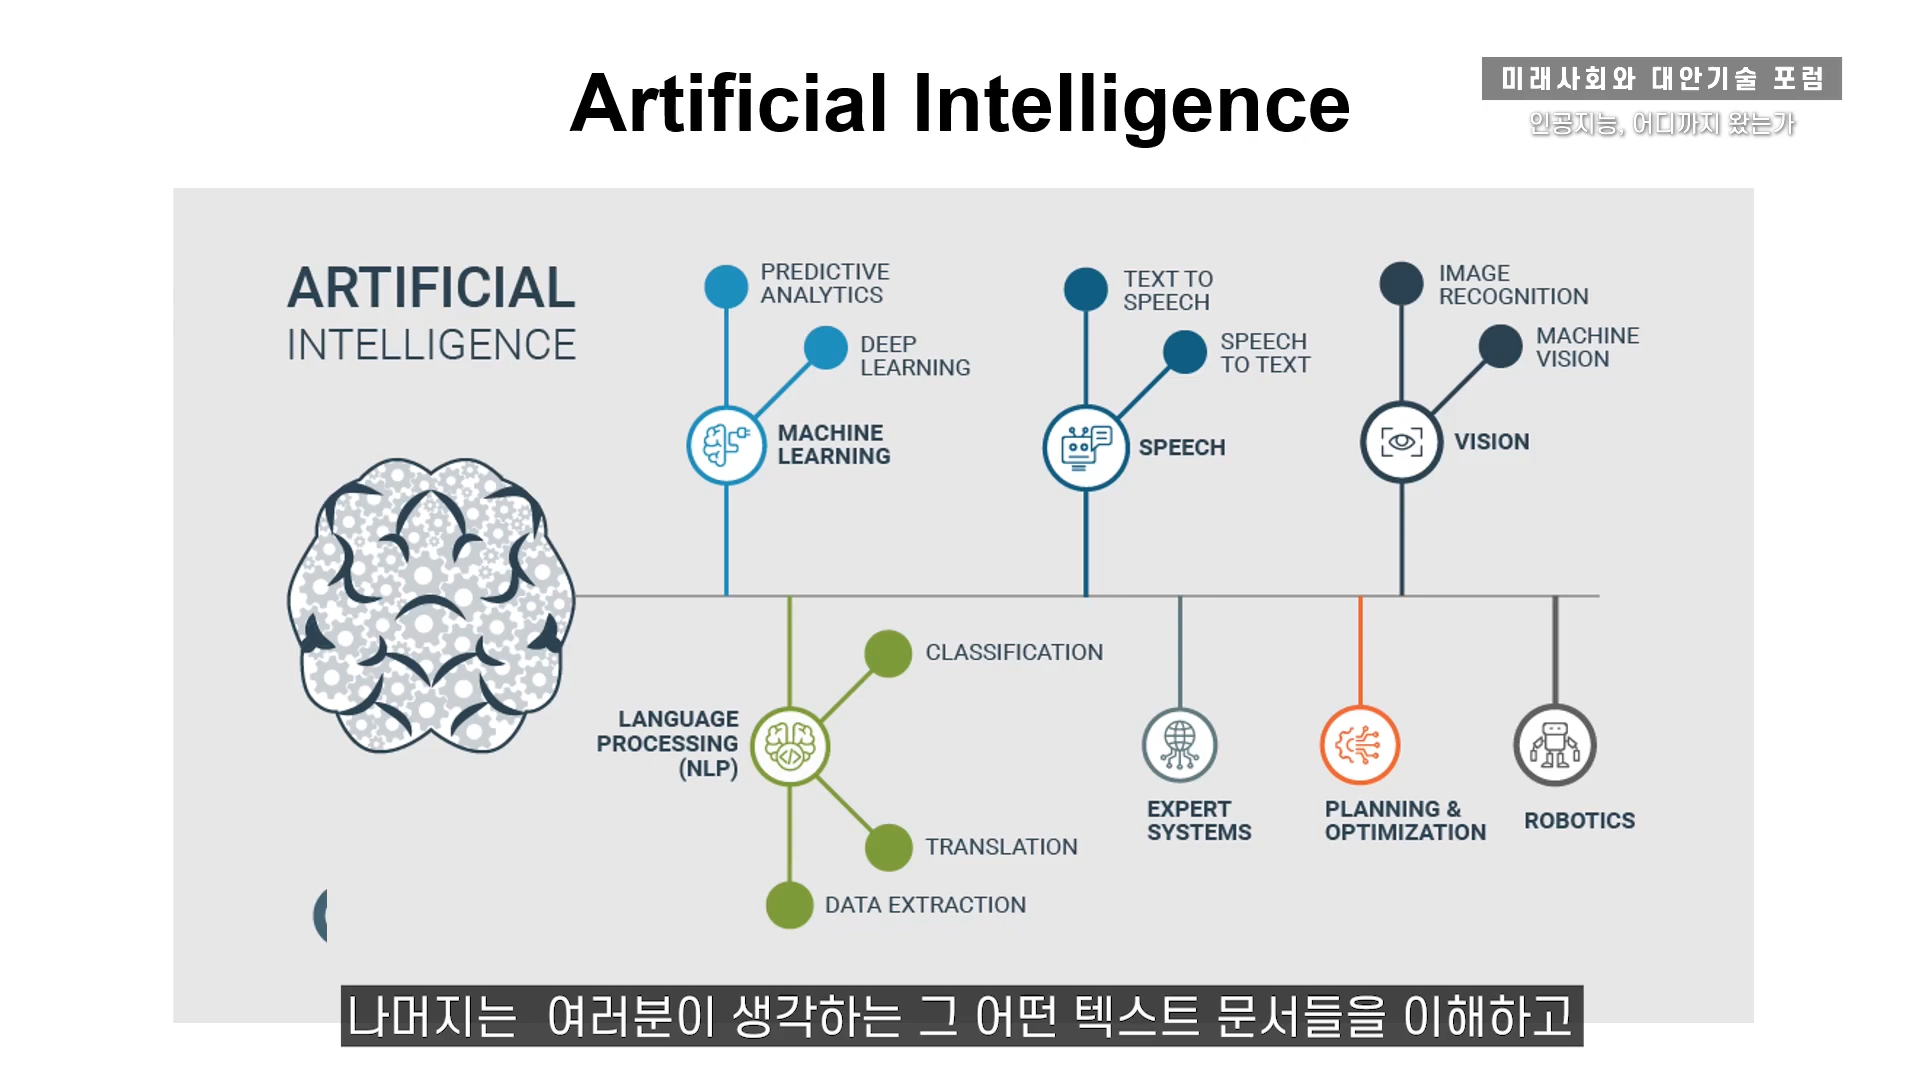 Artificial Intelligence
미래사회와 대안기술 포럼
인공지능, 어디까지 왔는가
ARTIFICIAL
INTELLIGENCE
PREDICTIVE
ANALYTICS
DEEP
LEARNING
MACHINE
LEARNING
TEXT TO
SPEECH
SPEECH
TO TEXT
SPEECH
IMAGE
RECOGNITION
MACHINE
VISION
VISION
LANGUAGE
PROCESSING
(NLP)
CLASSIFICATION
TRANSLATION
DATA EXTRACTION
EXPERT
SYSTEMS
PLANNING &
OPTIMIZATION
ROBOTICS
나머지는 여러분이 생각하는 그 어떤 텍스트 문서들을 이해하고